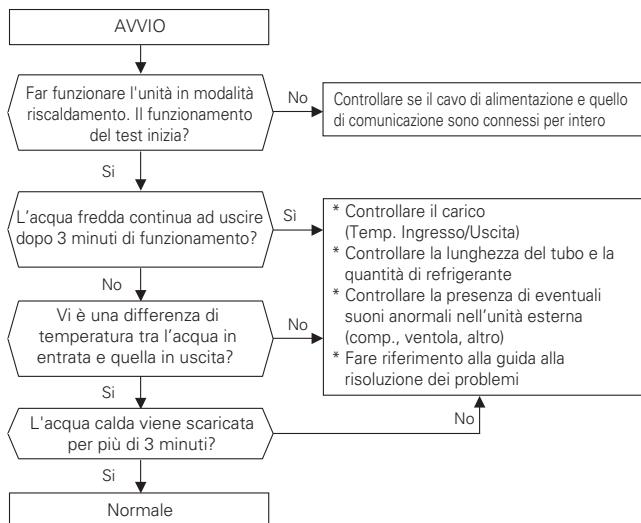 AVVIO
Far funzionare l'unità in modalità
riscaldamento. Il funzionamento
del test inizia?
No
Controllare se il cavo di alimentazione e quello
di comunicazione sono connessi per intero
Si
L'acqua fredda continua ad uscire
dopo 3 minuti di funzionamento?
Sì
* Controllare il carico
(Temp. Ingresso/Uscita)
* Controllare la lunghezza del tubo e la
quantità di refrigerante
* Controllare la presenza di eventuali
suoni anormali nell'unità esterna
(comp., ventola, altro)
* Fare riferimento alla guida alla
risoluzione dei problemi
No
Vi è una differenza di
temperatura tra l'acqua in
entrata e quella in uscita?
No
Si
L'acqua calda viene scaricata
per più di 3 minuti?
No
Si
Normale